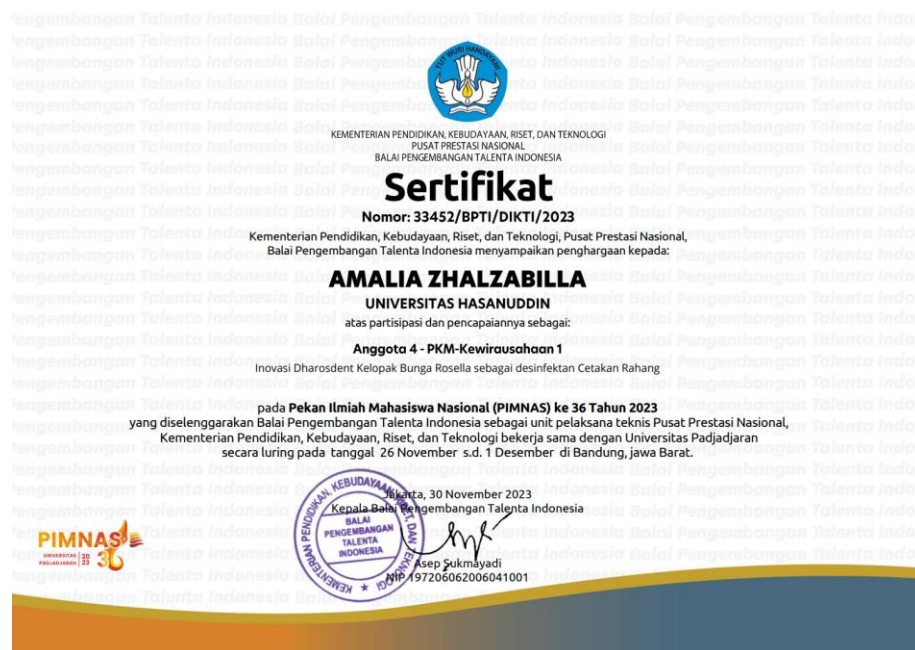 TUT WURI HANDAYANI
KEMENTERIAN PENDIDIKAN, KEBUDAYAAN, RISET, DAN TEKNOLOGI
PUSAT PRESTASI NASIONAL
BALAI PENGEMBANGAN TALENTA INDONESIA
Sertifikat
Nomor: 33452/BPTI/DIKTI/2023
Kementerian Pendidikan, Kebudayaan, Riset, dan Teknologi, Pusat Prestasi Nasional,
Balai Pengembangan Talenta Indonesia menyampaikan penghargaan kepada:
AMALIA ZHALZABILLA
UNIVERSITAS HASANUDDIN
atas partisipasi dan pencapaiannya sebagai:
Anggota 4 - PKM-Kewirausahaan 1
Inovasi Dharosdent Kelopak Bunga Rosella sebagai desinfektan Cetakan Rahang
pada Pekan Ilmiah Mahasiswa Nasional (PIMNAS) ke 36 Tahun 2023
yang diselenggarakan Balai Pengembangan Talenta Indonesia sebagai unit pelaksana teknis Pusat Prestasi Nasional,
Kementerian Pendidikan, Kebudayaan, Riset, dan Teknologi bekerja sama dengan Universitas Padjadjaran
secara luring pada tanggal 26 November s.d. 1 Desember di Bandung, jawa Barat.
Jakarta, 30 November 2023
Kepala Balai Pengembangan Talenta Indonesia
KEMENTERIAN PENDIDIKAN, KEBUDAYAAN, RISET, DAN TEKNOLOGI
BALAI
PENGEMBANGAN
TALENTA
INDONESIA
Asep Sukmayadi
NIP 197206062006041001
PIMNAS
UNIVERSITAS
PADJADJARAN
20
23
36